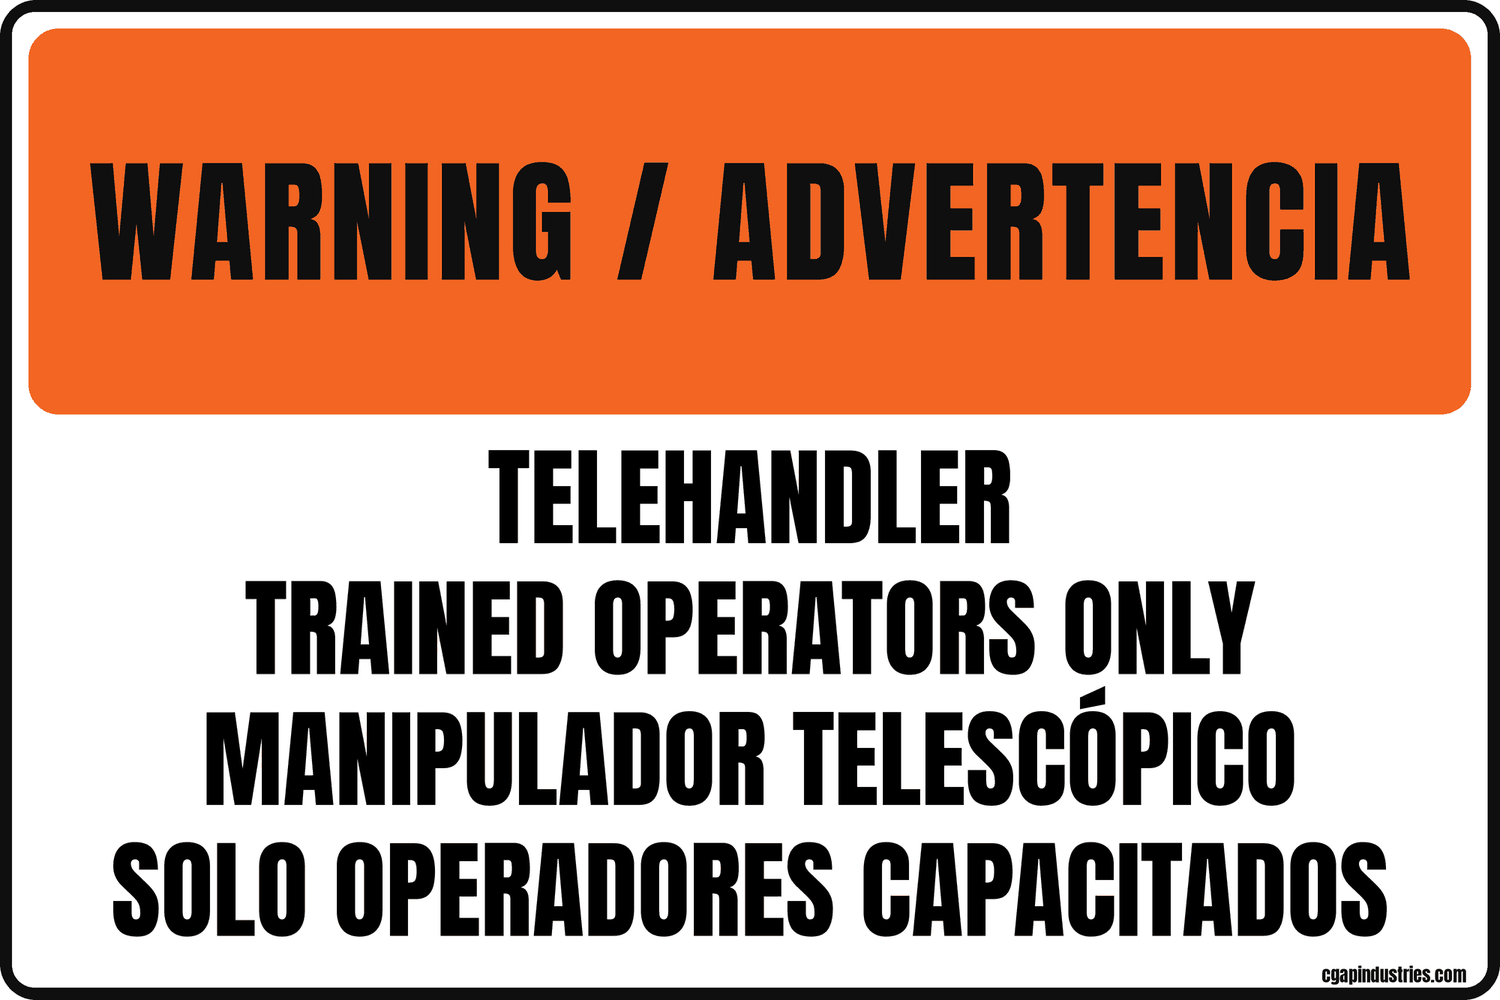 WARNING / ADVERTENCIA
TELEHANDLER
TRAINED OPERATORS ONLY
MANIPULADOR TELESCÓPICO
SOLO OPERADORES CAPACITADOS
cgapindustries.com